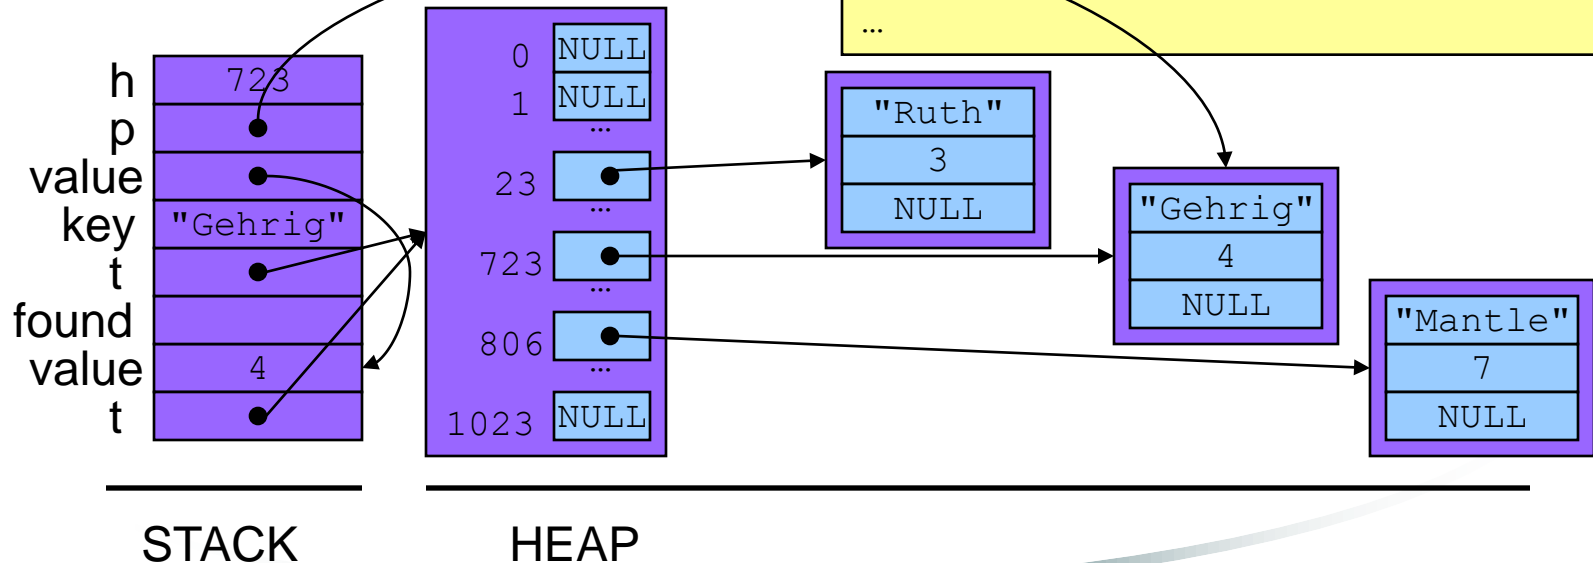 …
h 723
p
value
key "Gehrig"
t
found
value 4
t
0 NULL
1 NULL
...
23
...
723
...
806
...
1023 NULL
"Ruth"
3
NULL
"Gehrig"
4
NULL
"Mantle"
7
NULL
STACK
HEAP